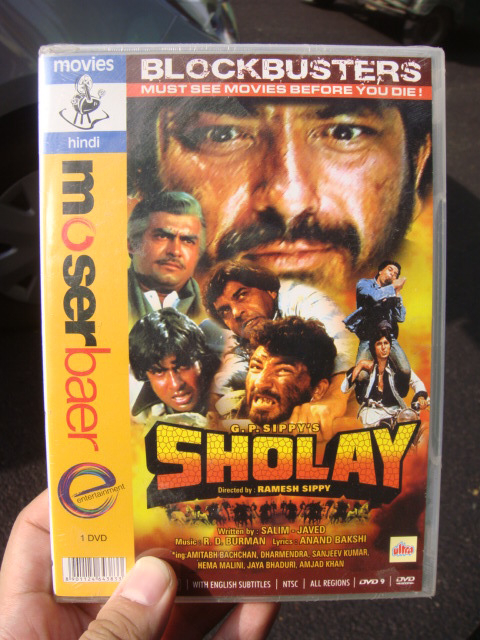 movies
hindi
moserbaer
entertainment
1 DVD
BLOCKBUSTERS
MUST SEE MOVIES BEFORE YOU DIE!
G. P. SIPPY'S
SHOLAY
Directed by : RAMESH SIPPY
Written by : SALIM - JAVED
Music : R. D. BURMAN Lyrics : ANAND BAKSHI
ing: AMITABH BACHCHAN, DHARMENDRA, SANJEEV KUMAR,
HEMA MALINI, JAYA BHADURI, AMJAD KHAN
WITH ENGLISH SUBTITLES | NTSC | ALL REGIONS | DVD 9 | DVD
ultra